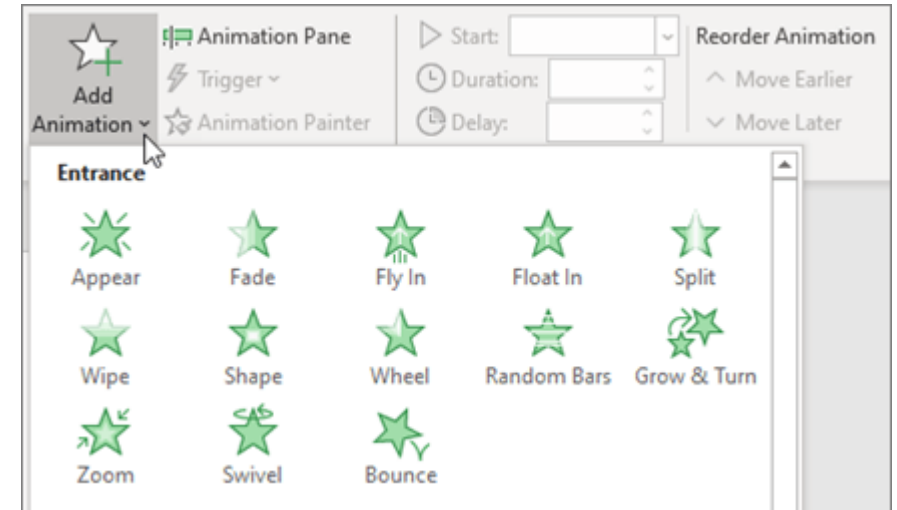 Add
Animation
Animation Pane
Trigger
Animation Painter
Start:
Duration:
Delay:
Reorder Animation
Move Earlier
Move Later
Entrance
Appear
Fade
Fly In
Float In
Split
Wipe
Shape
Wheel
Random Bars
Grow & Turn
Zoom
Swivel
Bounce